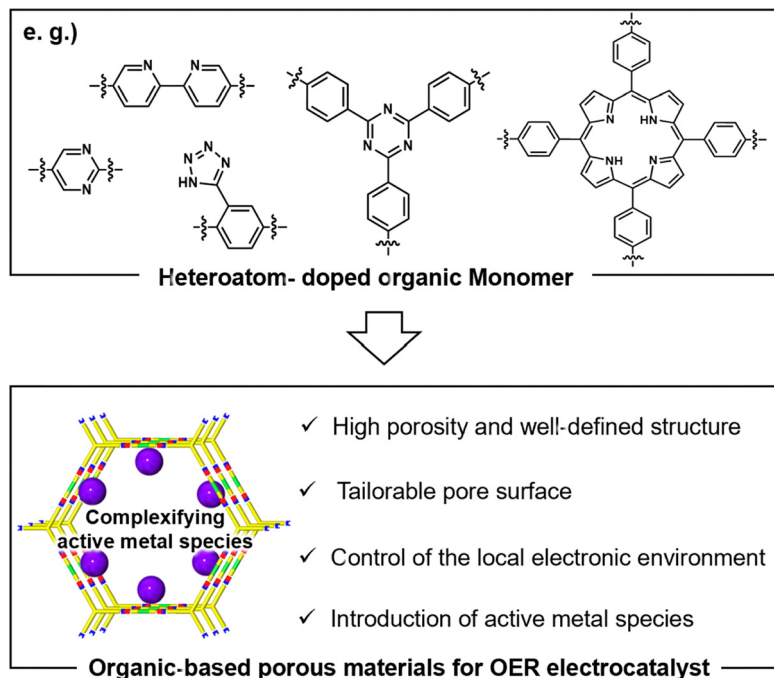 e. g.)
N N
N N
N N N HN
N N N
N HN NH N
Heteroatom- doped organic Monomer
Complexifying
active metal species
✓ High porosity and well-defined structure
✓ Tailorable pore surface
✓ Control of the local electronic environment
✓ Introduction of active metal species
Organic-based porous materials for OER electrocatalyst